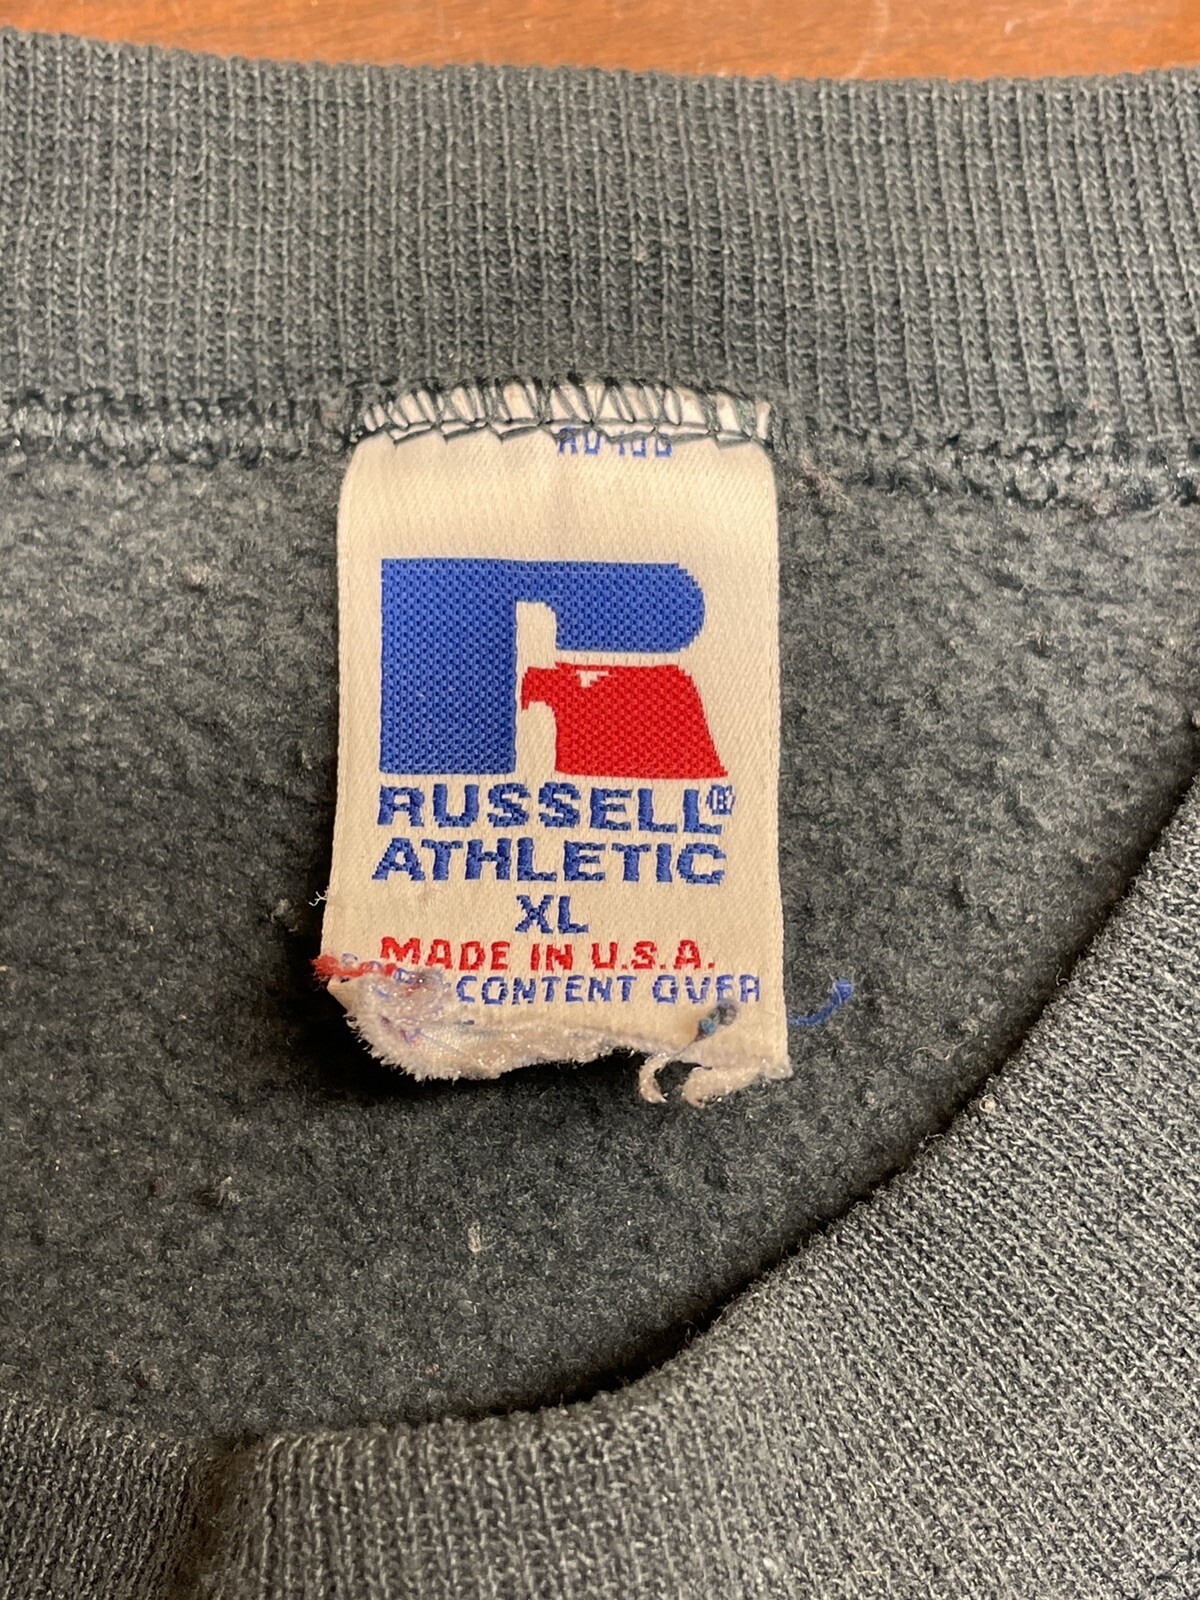 RUSSELL®
ATHLETIC
XL
MADE IN U.S.A.
CONTENT OVER